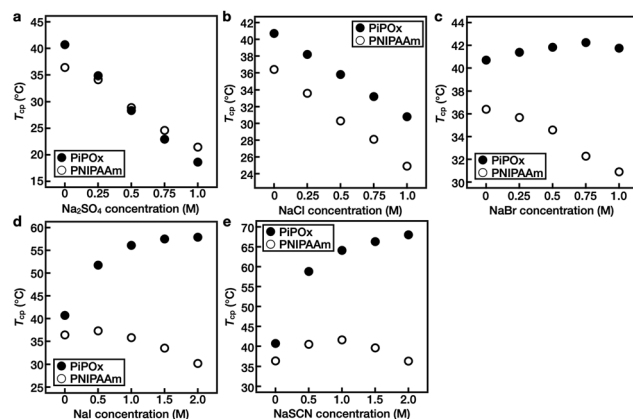 a
T_cp (°C)
45
40
35
30
25
20
15
PiPOx
PNIPAAm
0 0.25 0.5 0.75 1.0
Na₂SO₄ concentration (M)
b
T_cp (°C)
42
40
38
36
34
32
30
28
26
24
PiPOx
PNIPAAm
0 0.25 0.5 0.75 1.0
NaCl concentration (M)
c
T_cp (°C)
44
42
40
38
36
34
32
30
PiPOx
PNIPAAm
0 0.25 0.5 0.75 1.0
NaBr concentration (M)
d
T_cp (°C)
60
55
50
45
40
35
30
25
PiPOx
PNIPAAm
0 0.5 1.0 1.5 2.0
NaI concentration (M)
e
T_cp (°C)
70
65
60
55
50
45
40
35
30
PiPOx
PNIPAAm
0 0.5 1.0 1.5 2.0
NaSCN concentration (M)